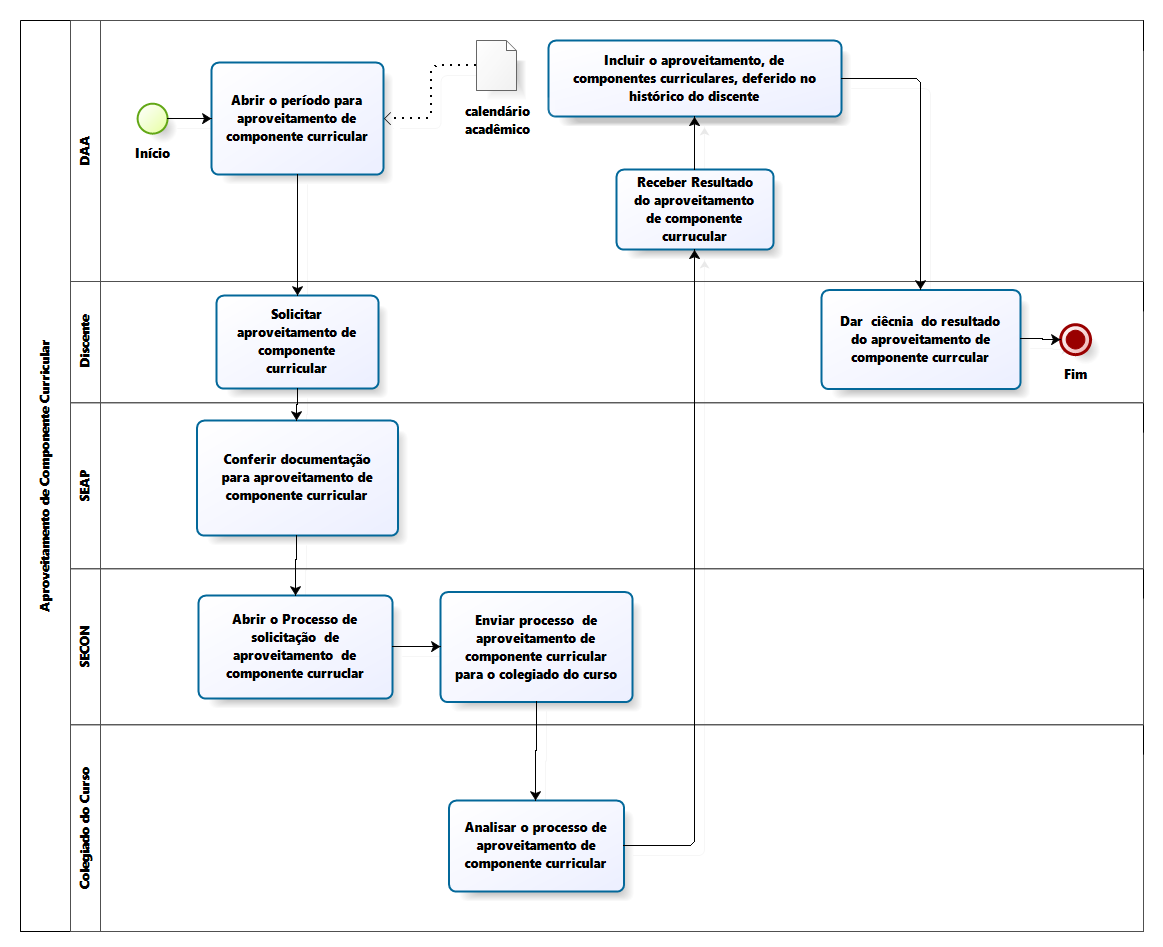 Aproveitamento de Componente Curricular
DAA
Início
Abrir o período para
aproveitamento de
componente curricular
calendário
acadêmico
Incluir o aproveitamento, de
componentes curriculares, deferido no
histórico do discente
Receber Resultado
do aproveitamento
de componente
currucular
Discente
Solicitar
aproveitamento de
componente
curricular
Dar ciêcnia do resultado
do aproveitamento de
componente currcular
Fim
SEAP
Conferir documentação
para aproveitamento de
componente curricular
SECON
Abrir o Processo de
solicitação de
aproveitamento de
componente curruclar
Enviar processo de
aproveitamento de
componente curricular
para o colegiado do curso
Colegiado do Curso
Analisar o processo de
aproveitamento de
componente curricular